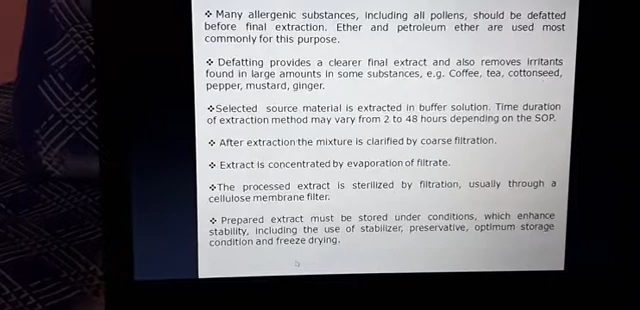 ❖ Many allergenic substances, including all pollens, should be defatted
before final extraction. Ether and petroleum ether are used most
commonly for this purpose.
❖ Defatting provides a clearer final extract and also removes irritants
found in large amounts in some substances, e.g. Coffee, tea, cottonseed,
pepper, mustard, ginger.
❖Selected source material is extracted in buffer solution. Time duration
of extraction method may vary from 2 to 48 hours depending on the SOP.
❖ After extraction the mixture is clarified by coarse filtration.
❖ Extract is concentrated by evaporation of filtrate.
❖The processed extract is sterilized by filtration, usually through a
cellulose membrane filter.
❖ Prepared extract must be stored under conditions, which enhance
stability, including the use of stabilizer, preservative, optimum storage
condition and freeze drying.